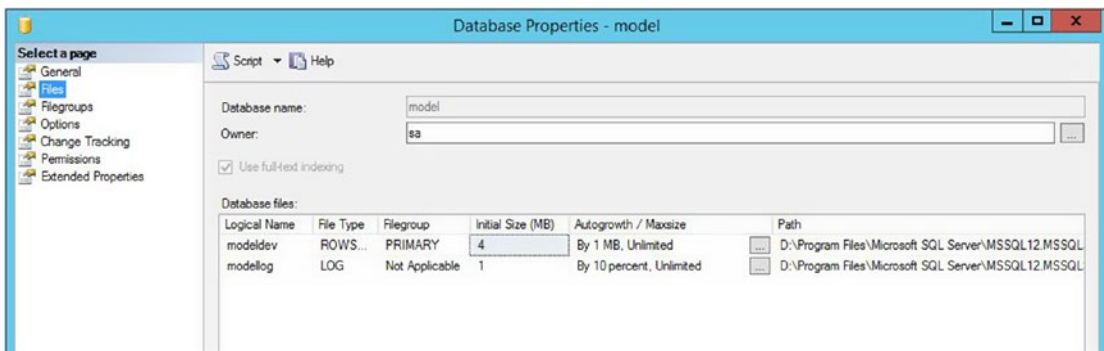 Database Properties - model
Select a page
General
Files
Filegroups
Options
Change Tracking
Permissions
Extended Properties
Script Help
Database name: model
Owner: sa ...
Use full-text indexing
Database files:
Logical Name File Type Filegroup Initial Size (MB) Autogrowth / Maxsize Path
modeldev ROWS... PRIMARY 4 By 1 MB, Unlimited ... D:\Program Files\Microsoft SQL Server\MSSQL12.MSSQL
modellog LOG Not Applicable 1 By 10 percent, Unlimited ... D:\Program Files\Microsoft SQL Server\MSSQL12.MSSQL